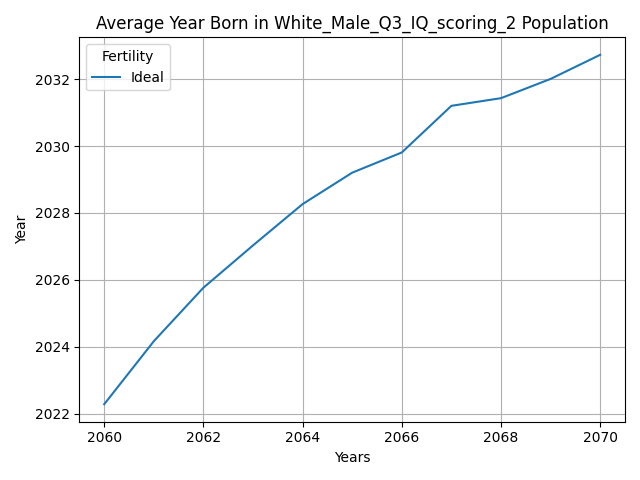 Average Year Born in White_Male_Q3_IQ_scoring_2 Population
Fertility
Ideal
Year
2032
2030
2028
2026
2024
2022
2060 2062 2064 2066 2068 2070
Years